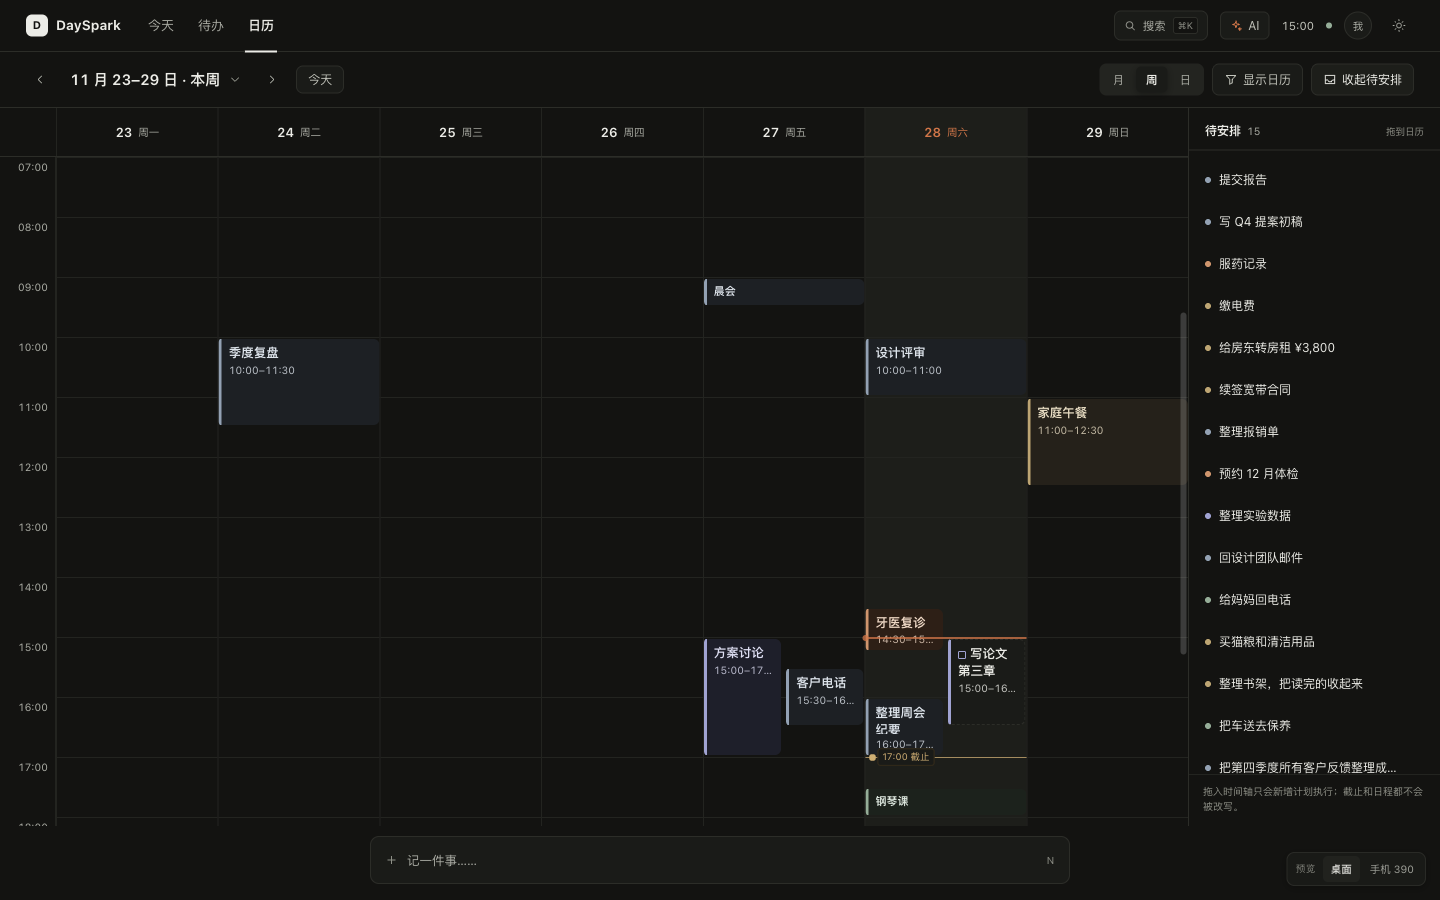 D DaySpark 今天 待办 日历 搜索 ⌘K AI 15:00 我
11 月 23–29 日 · 本周 今天 月 周 日 显示日历 收起待安排
23 周一 24 周二 25 周三 26 周四 27 周五 28 周六 29 周日
07:00
08:00
09:00
10:00
11:00
12:00
13:00
14:00
15:00
16:00
17:00
季度复盘
10:00–11:30
晨会
方案讨论
15:00–17...
客户电话
15:30–16...
设计评审
10:00–11:00
牙医复诊
14:30–15...
写论文
第三章
15:00–16...
整理周会
纪要
16:00–17...
17:00 截止
钢琴课
家庭午餐
11:00–12:30
待安排 15 拖到日历
提交报告
写 Q4 提案初稿
服药记录
缴电费
给房东转房租 ¥3,800
续签宽带合同
整理报销单
预约 12 月体检
整理实验数据
回设计团队邮件
给妈妈回电话
买猫粮和清洁用品
整理书架，把读完的收起来
把车送去保养
把第四季度所有客户反馈整理成...
拖入时间轴只会新增计划执行；截止和日程都不会
被改写。
+ 记一件事…… N
预览 桌面 手机 390